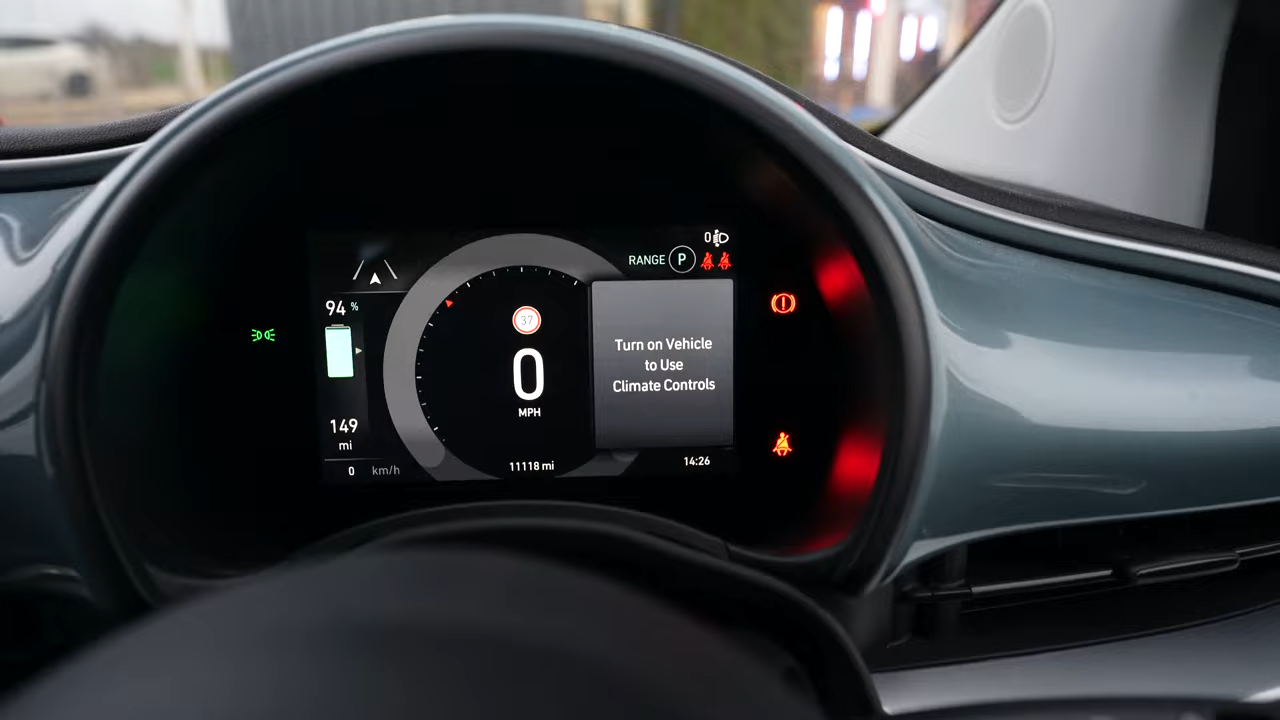 0
RANGE P
94 %
37
0
MPH
Turn on Vehicle
to Use
Climate Controls
149
mi
0 km/h
11118 mi
14:26